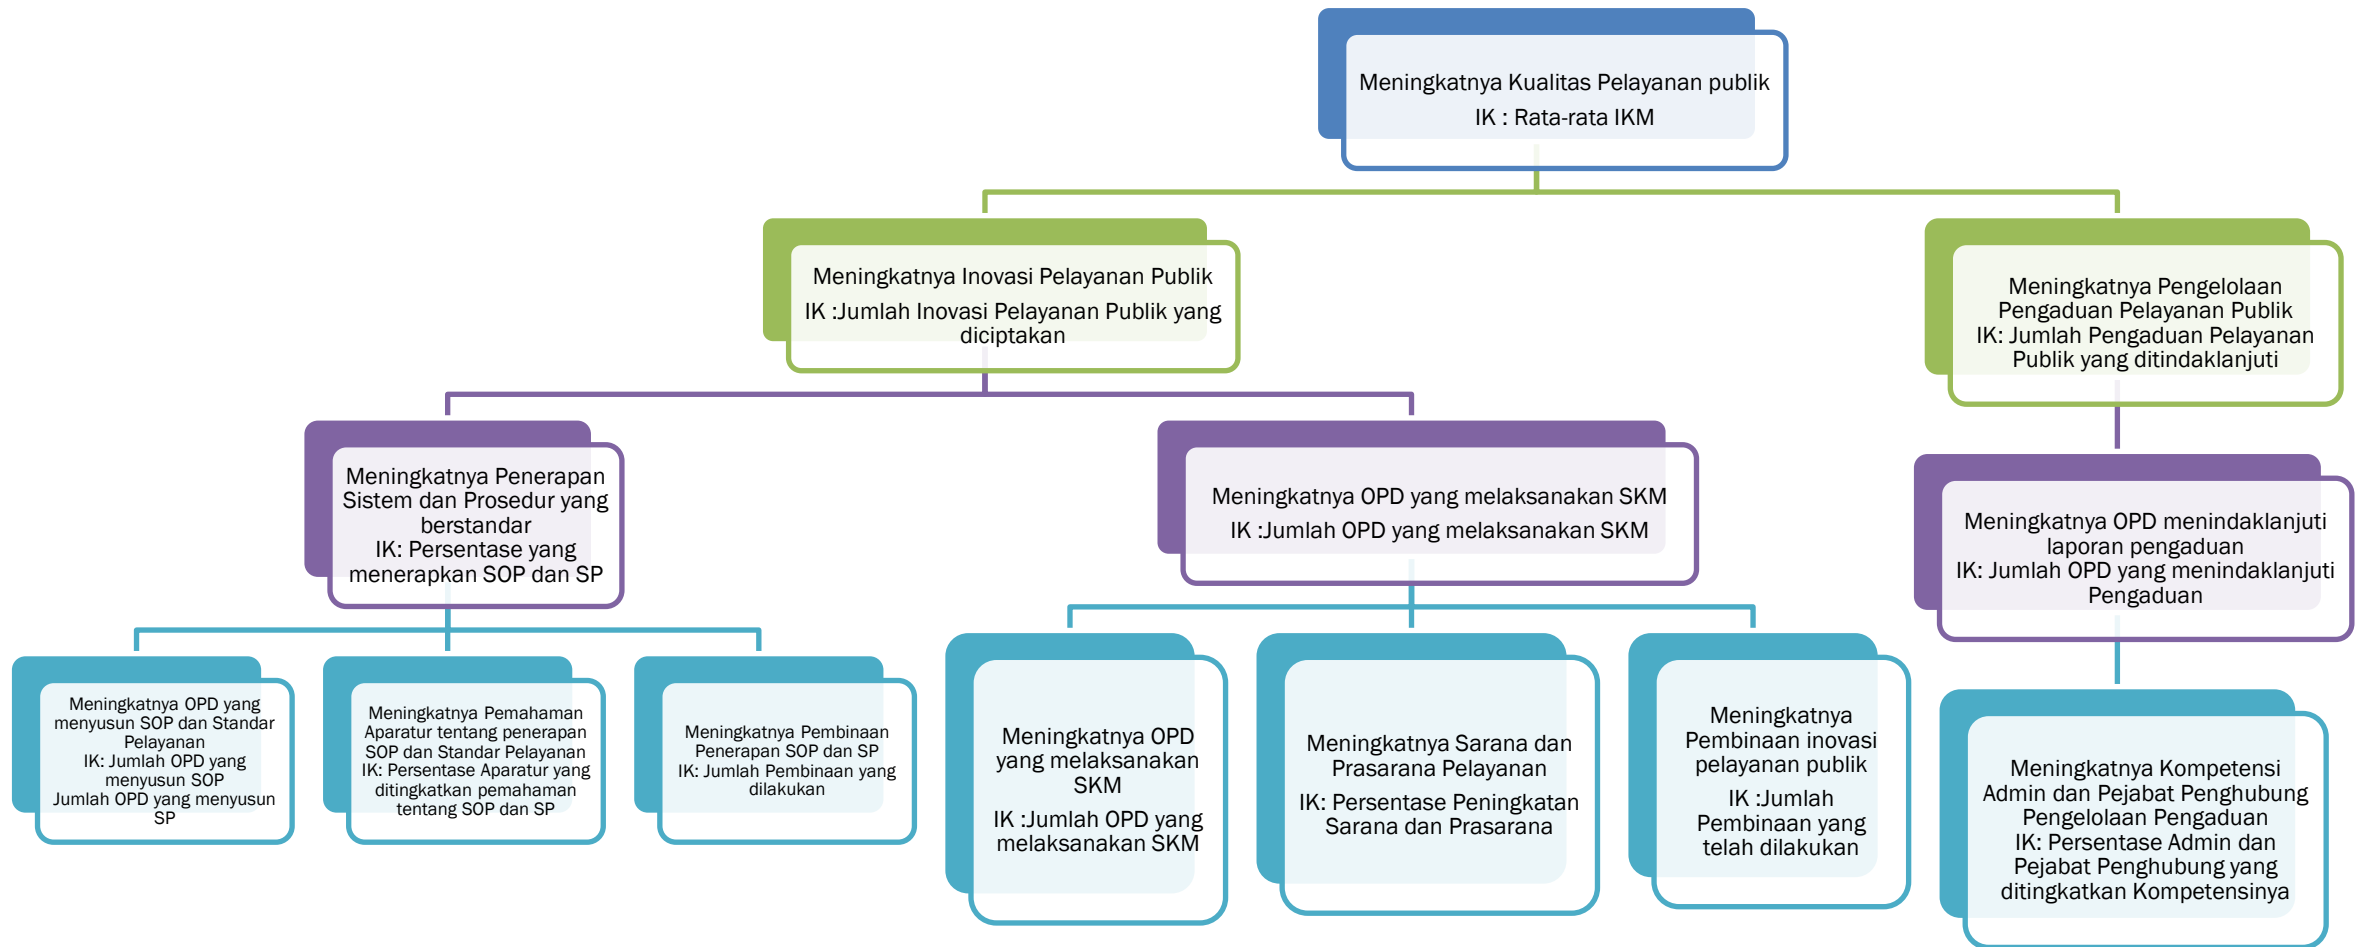 Meningkatnya Kualitas Pelayanan publik
IK : Rata-rata IKM
Meningkatnya Inovasi Pelayanan Publik
IK :Jumlah Inovasi Pelayanan Publik yang
diciptakan
Meningkatnya Pengelolaan
Pengaduan Pelayanan Publik
IK: Jumlah Pengaduan Pelayanan
Publik yang ditindaklanjuti
Meningkatnya Penerapan
Sistem dan Prosedur yang
berstandar
IK: Persentase yang
menerapkan SOP dan SP
Meningkatnya OPD yang melaksanakan SKM
IK :Jumlah OPD yang melaksanakan SKM
Meningkatnya OPD menindaklanjuti
laporan pengaduan
IK: Jumlah OPD yang menindaklanjuti
Pengaduan
Meningkatnya OPD yang
menyusun SOP dan Standar
Pelayanan
IK: Jumlah OPD yang
menyusun SOP
Jumlah OPD yang menyusun
SP
Meningkatnya Pemahaman
Aparatur tentang penerapan
SOP dan Standar Pelayanan
IK: Persentase Aparatur yang
ditingkatkan pemahaman
tentang SOP dan SP
Meningkatnya Pembinaan
Penerapan SOP dan SP
IK: Jumlah Pembinaan yang
dilakukan
Meningkatnya OPD
yang melaksanakan
SKM
IK :Jumlah OPD yang
melaksanakan SKM
Meningkatnya Sarana dan
Prasarana Pelayanan
IK: Persentase Peningkatan
Sarana dan Prasarana
Meningkatnya
Pembinaan inovasi
pelayanan publik
IK :Jumlah
Pembinaan yang
telah dilakukan
Meningkatnya Kompetensi
Admin dan Pejabat Penghubung
Pengelolaan Pengaduan
IK: Persentase Admin dan
Pejabat Penghubung yang
ditingkatkan Kompetensinya